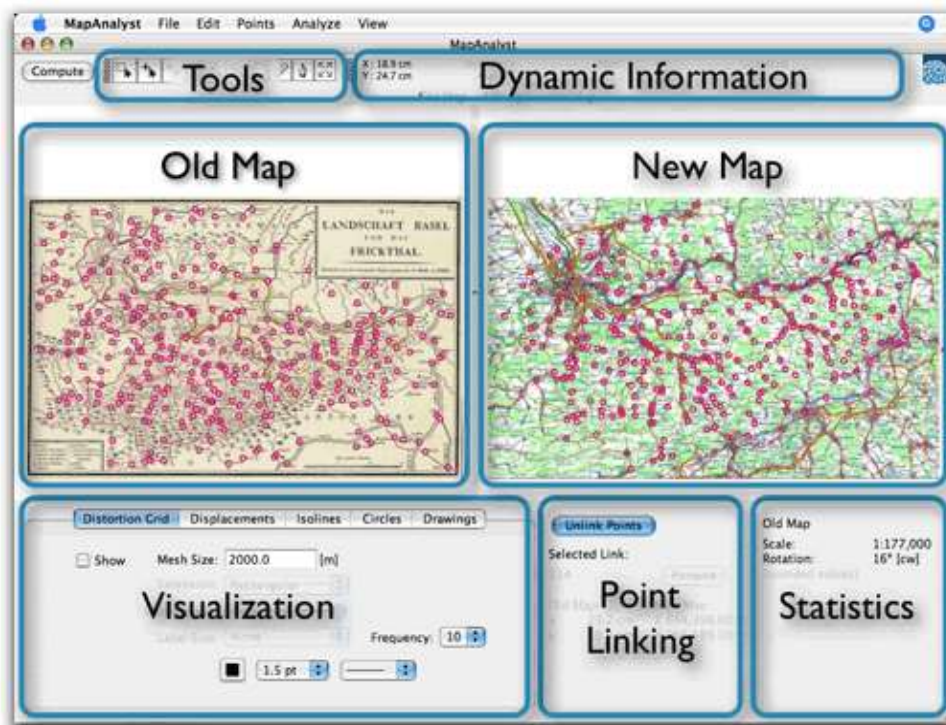 MapAnalyst File Edit Points Analyze View
MapAnalyst
Compute
Tools
X : 18.9 cm
Y : 24.7 cm
Dynamic Information
Old Map
New Map
LANDSCHAFT BASEL
FRICKTHAL.
Distortion Grid Displacements Isolines Circles Drawings
Show Mesh Size: 2000.0 [m]
Visualization
Frequency: 10
1.5 pt
Unlink Points
Selected Link:
Point
Linking
Old Map
Scale: 1:177,000
Rotation: 16° [cw]
Statistics